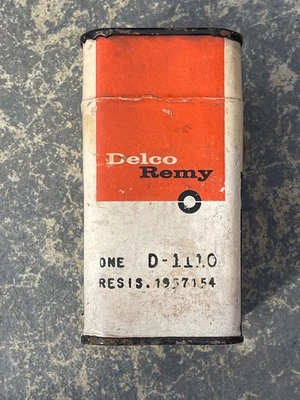 Delco
Remy
ONE D-1110
RESIS. 1957154